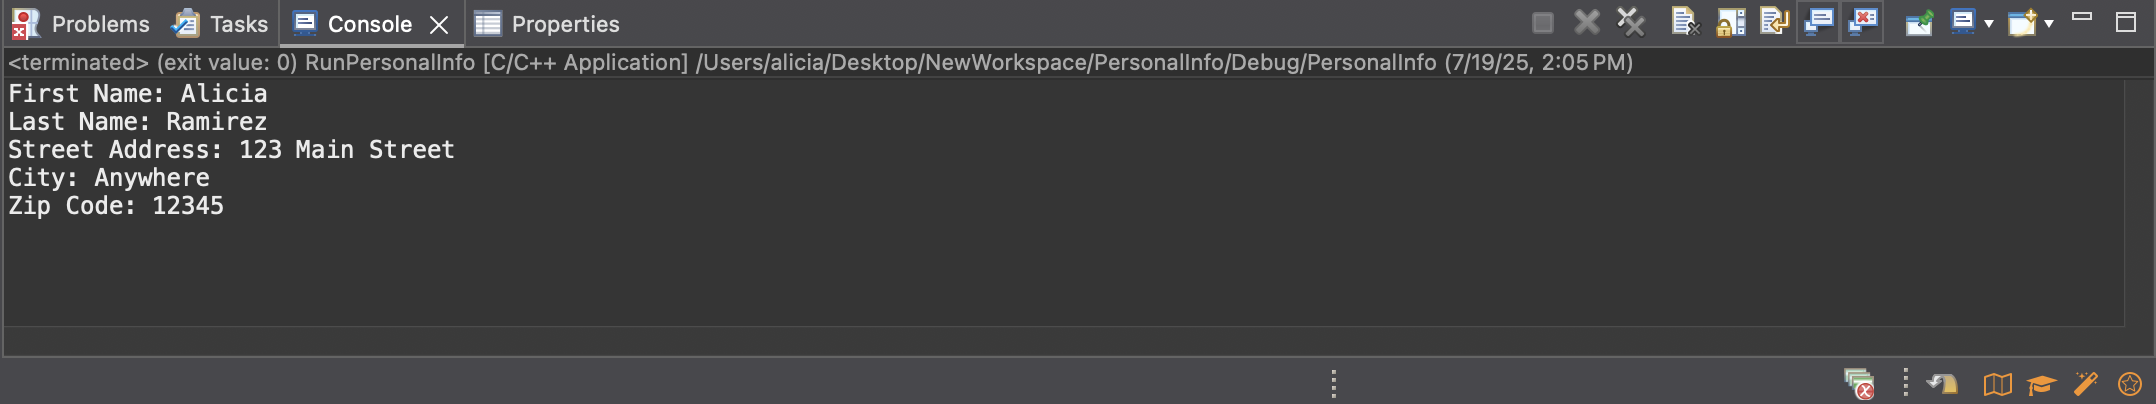 Problems Tasks Console Properties
<terminated> (exit value: 0) RunPersonalInfo [C/C++ Application] /Users/alicia/Desktop/NewWorkspace/PersonalInfo/Debug/PersonalInfo (7/19/25, 2:05 PM)
First Name: Alicia
Last Name: Ramirez
Street Address: 123 Main Street
City: Anywhere
Zip Code: 12345